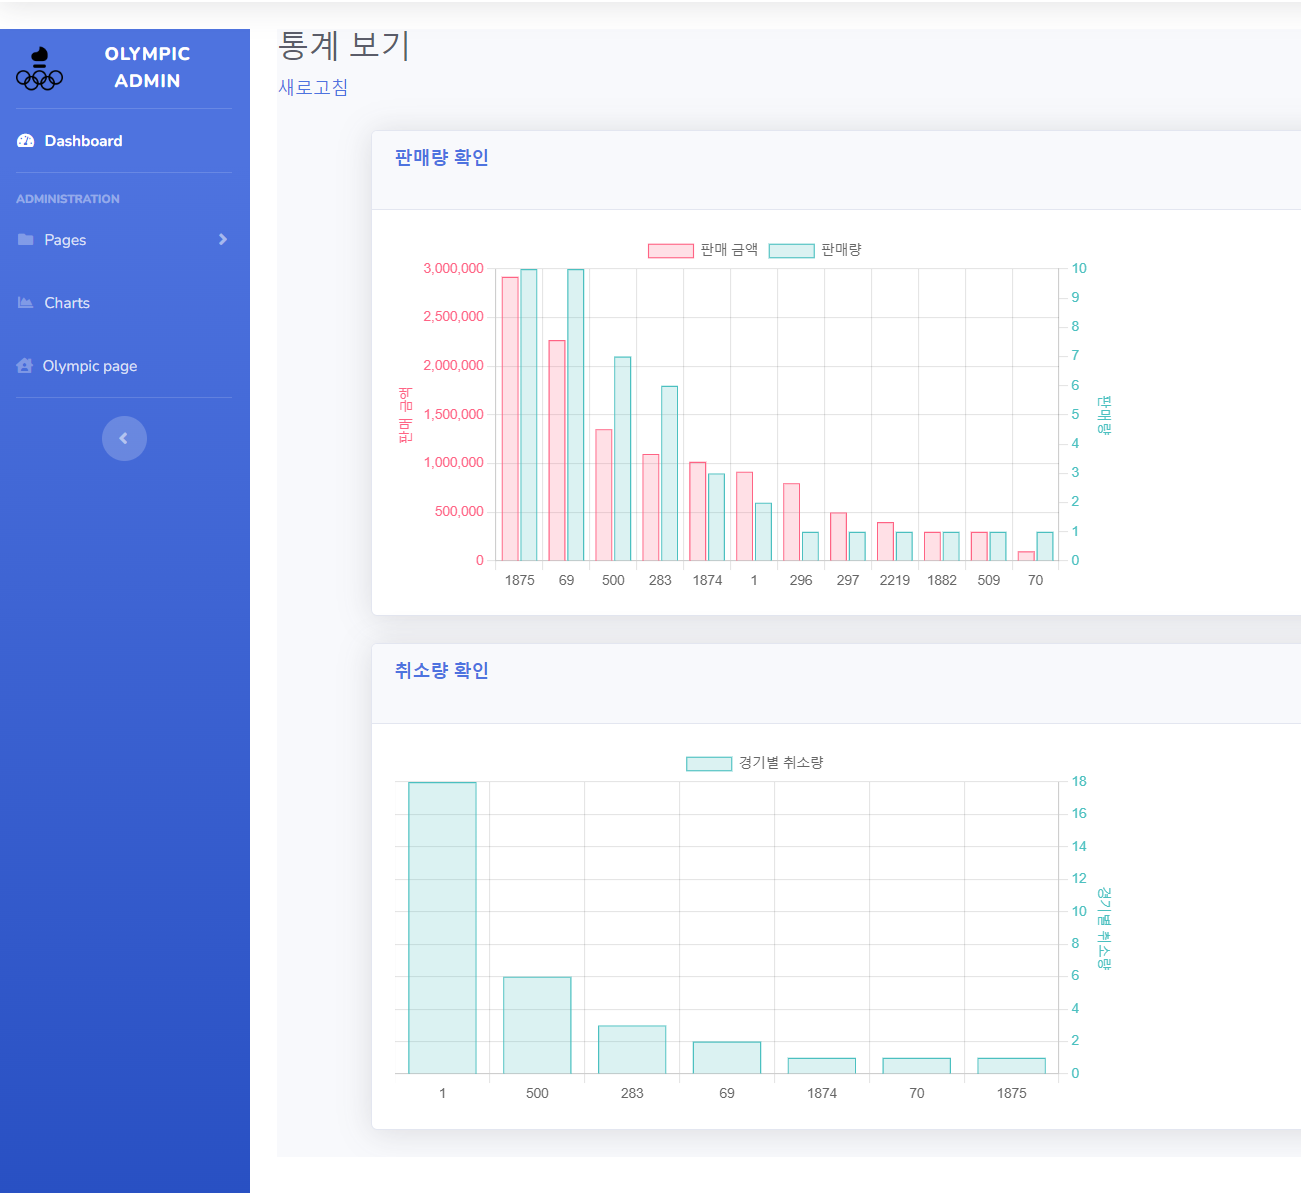 OLYMPIC
ADMIN
Dashboard
ADMINISTRATION
Pages
Charts
Olympic page
통계 보기
새로고침
판매량 확인
판매 금액 판매량
3,000,000
2,500,000
2,000,000
1,500,000
1,000,000
500,000
0
판매 금액
10
9
8
7
6
5
4
3
2
1
0
판매량
1875 69 500 283 1874 1 296 297 2219 1882 509 70
취소량 확인
경기별 취소량
18
16
14
12
10
8
6
4
2
0
경기별 취소량
1 500 283 69 1874 70 1875